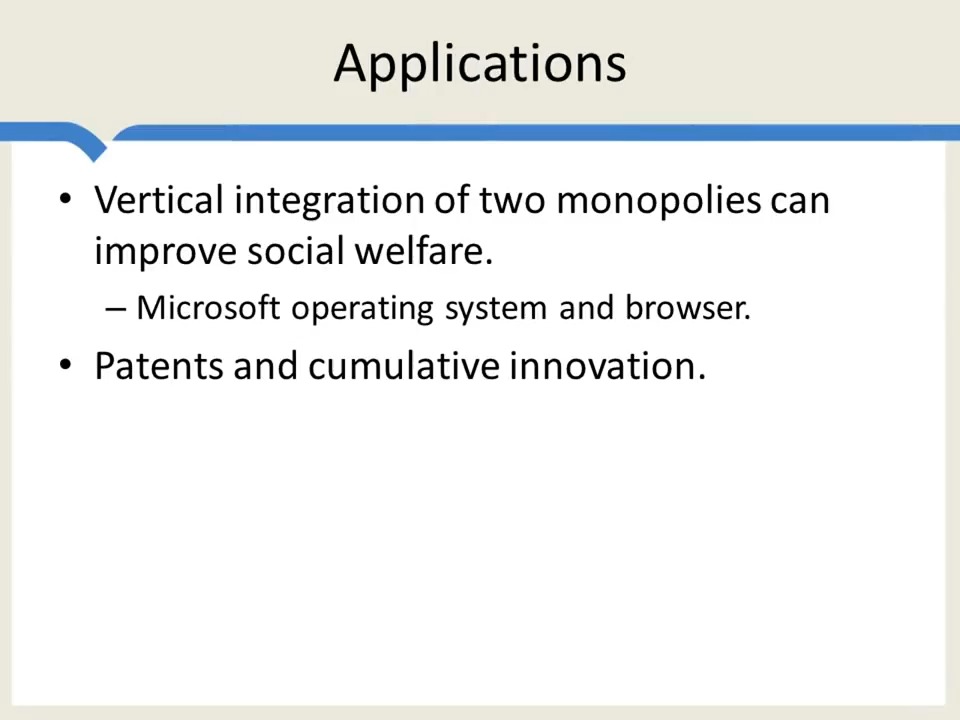 Applications
• Vertical integration of two monopolies can
improve social welfare.
– Microsoft operating system and browser.
• Patents and cumulative innovation.